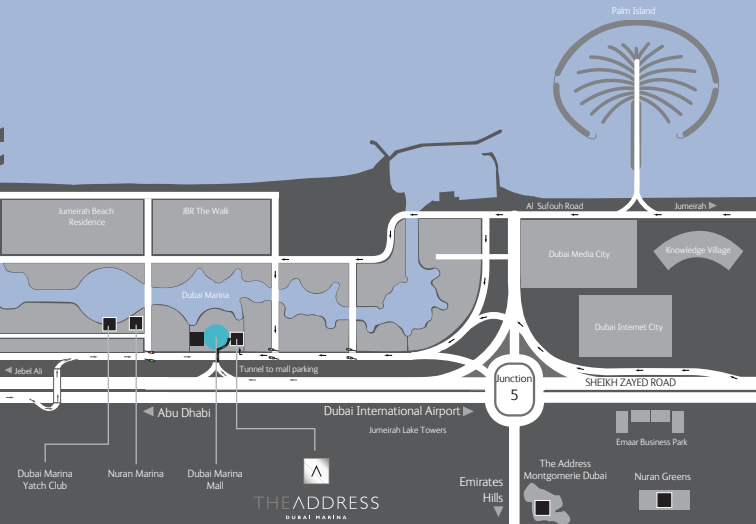 Palm Island
Al Sufouh Road
Jumeirah
Jumeirah Beach
Residence
JBR The Walk
Dubai Media City
Knowledge Village
Dubai Marina
Dubai Internet City
Jebel Ali
Tunnel to mall parking
Junction
5
SHEIKH ZAYED ROAD
Abu Dhabi
Dubai International Airport
Jumeirah Lake Towers
Emaar Business Park
Dubai Marina
Yatch Club
Nuran Marina
Dubai Marina
Mall
The Address
Montgomerie Dubai
Nuran Greens
Emirates
Hills
THEADDRESS
DUBAI MARINA